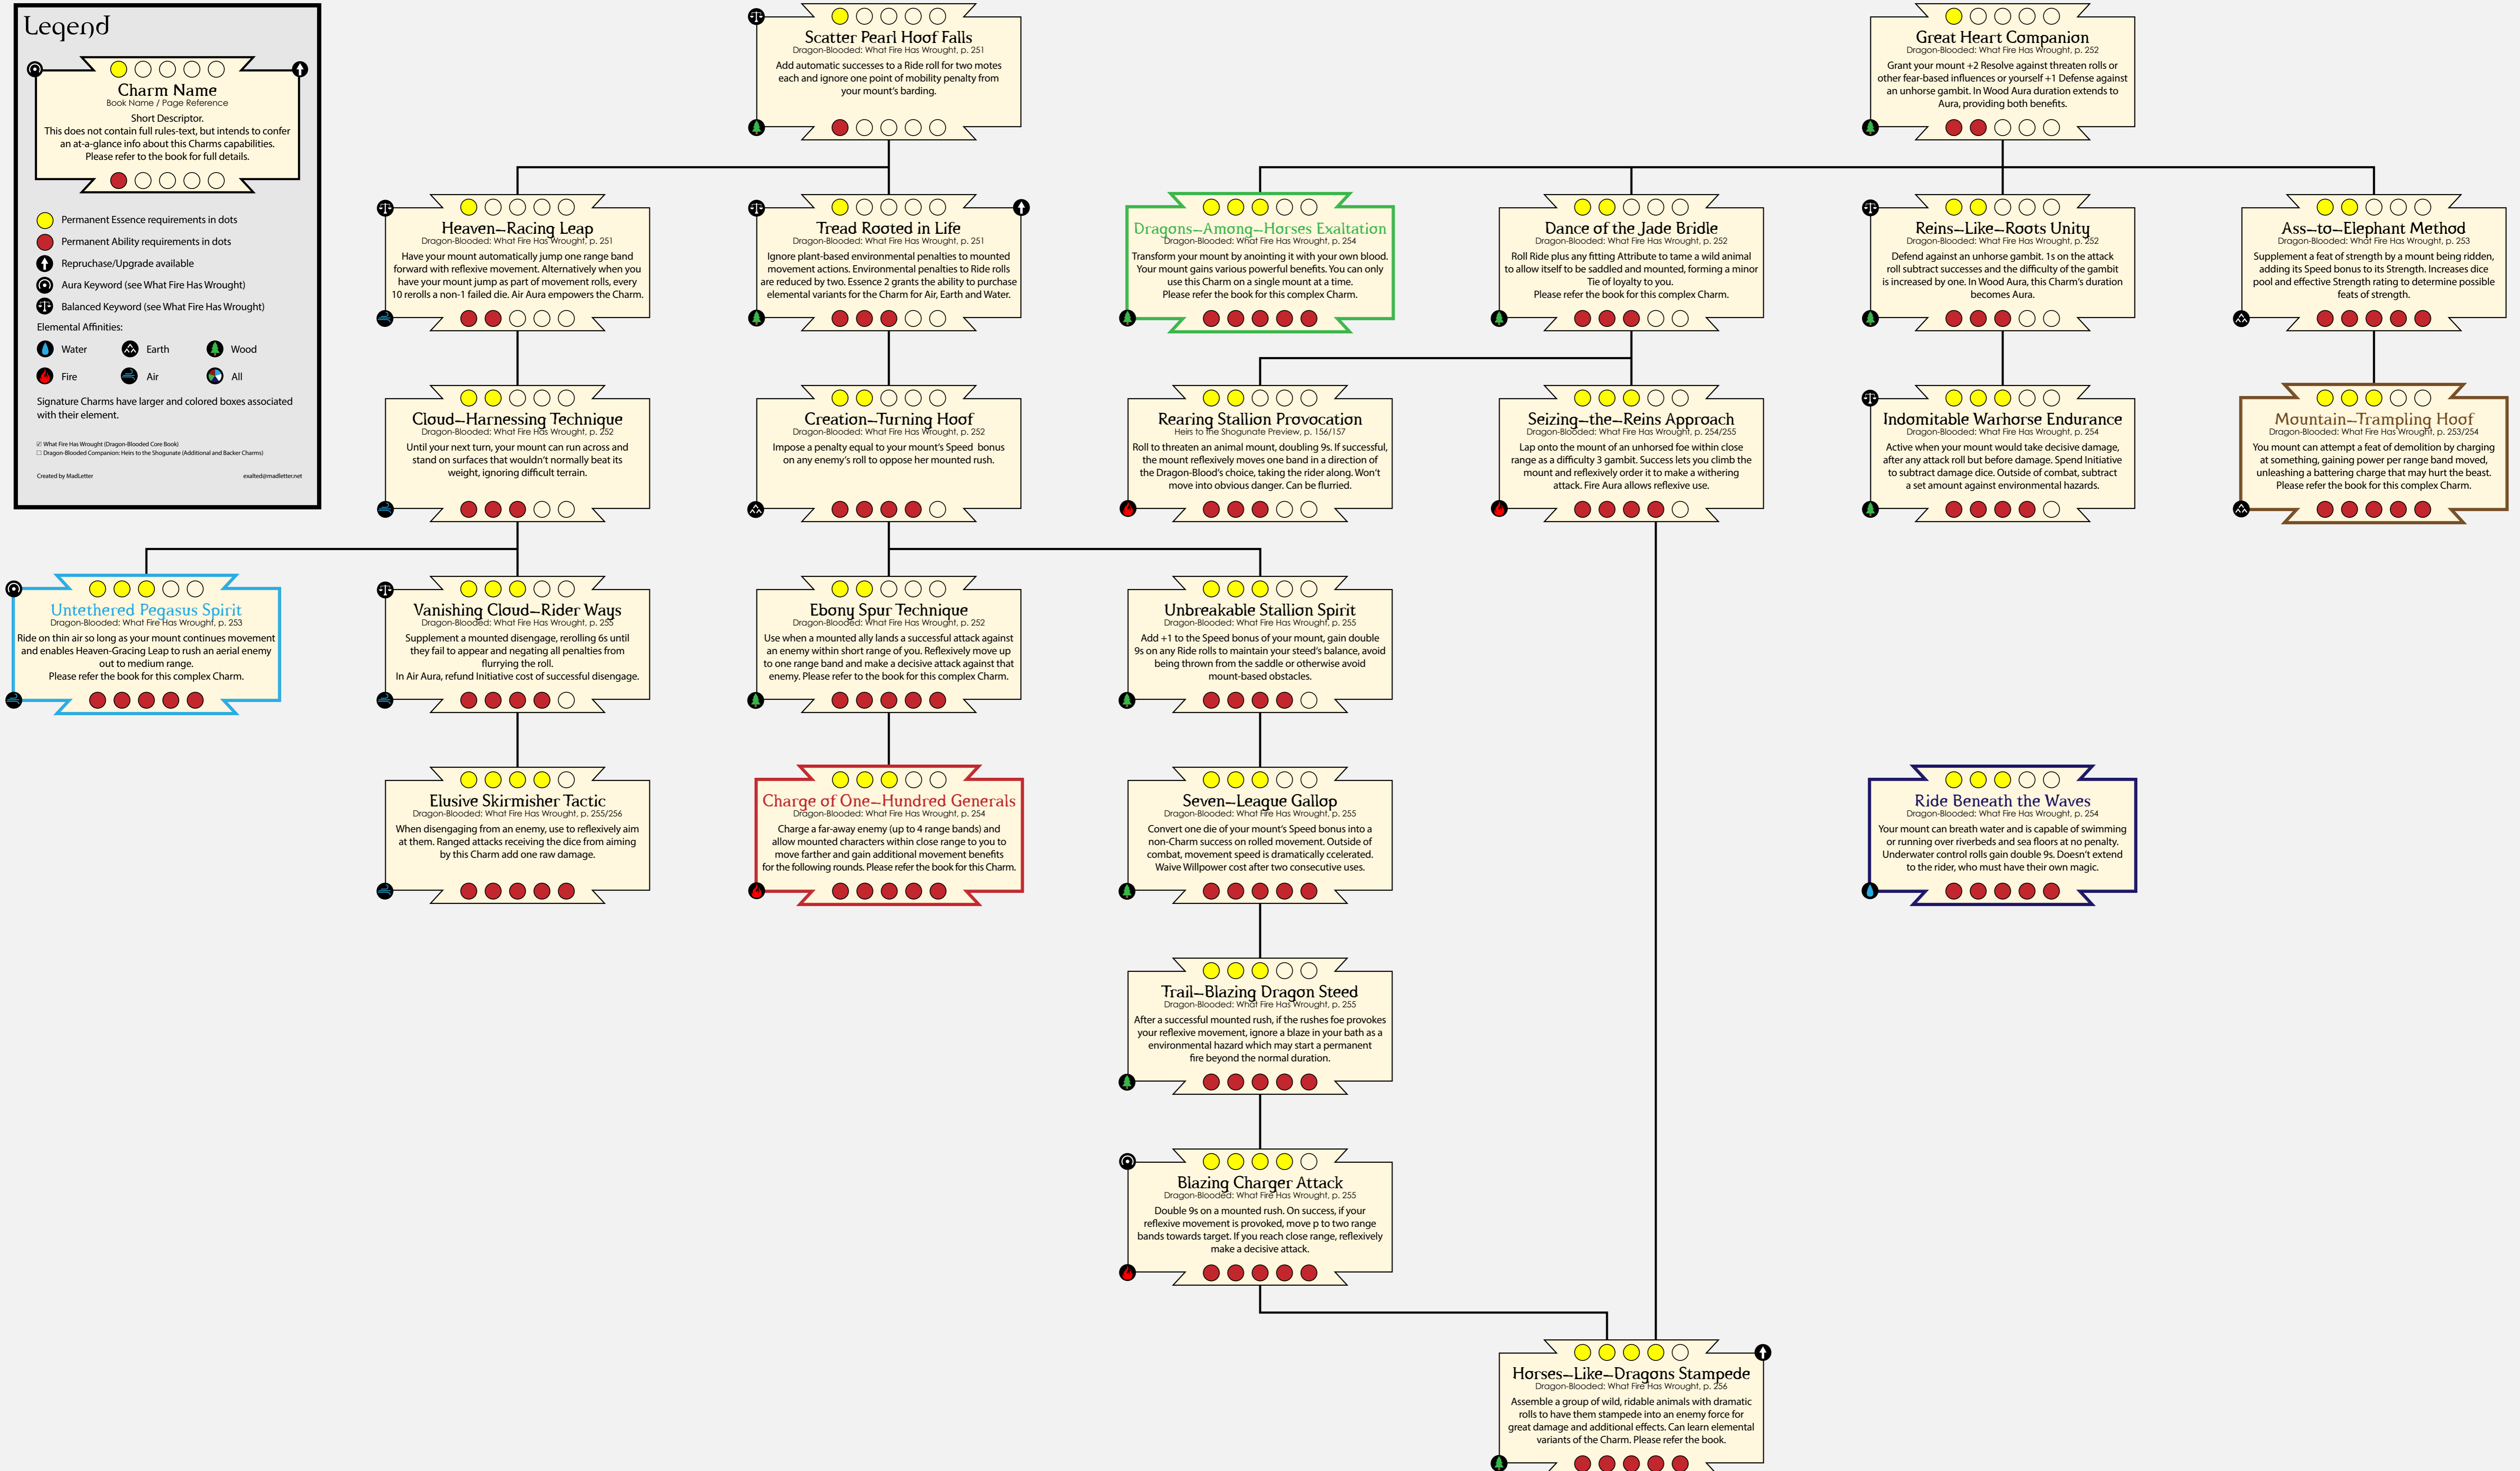 Legend
Charm Name
Book Name / Page Reference
Short Descriptor.
This does not contain full rules-text, but intends to confer
an at-a-glance info about this Charms capabilities.
Please refer to the book for full details.
Permanent Essence requirements in dots
Permanent Ability requirements in dots
Repruchase/Upgrade available
Aura Keyword (see What Fire Has Wrought)
Balanced Keyword (see What Fire Has Wrought)
Elemental Affinities:
Water Earth Wood
Fire Air All
Signature Charms have larger and colored boxes associated
with their element.
☑ What Fire Has Wrought (Dragon-Blooded Core Book)
☐ Dragon-Blooded Companion: Heirs to the Shogunate (Additional and Backer Charms)
Created by MadLetter exalted@madletter.net
Scatter Pearl Hoof Falls
Dragon-Blooded: What Fire Has Wrought, p. 251
Add automatic successes to a Ride roll for two motes
each and ignore one point of mobility penalty from
your mount's barding.
Great Heart Companion
Dragon-Blooded: What Fire Has Wrought, p. 252
Grant your mount +2 Resolve against threaten rolls or
other fear-based influences or yourself +1 Defense against
an unhorse gambit. In Wood Aura duration extends to
Aura, providing both benefits.
Heaven-Racing Leap
Dragon-Blooded: What Fire Has Wrought, p. 251
Have your mount automatically jump one range band
forward with reflexive movement. Alternatively when you
have your mount jump as part of movement rolls, every
10 rerolls a non-1 failed die. Air Aura empowers the Charm.
Tread Rooted in Life
Dragon-Blooded: What Fire Has Wrought, p. 251
Ignore plant-based environmental penalties to mounted
movement actions. Environmental penalties to Ride rolls
are reduced by two. Essence 2 grants the ability to purchase
elemental variants for the Charm for Air, Earth and Water.
Dragons-Among-Horses Exaltation
Dragon-Blooded: What Fire Has Wrought, p. 254
Transform your mount by anointing it with your own blood.
Your mount gains various powerful benefits. You can only
use this Charm on a single mount at a time.
Please refer the book for this complex Charm.
Dance of the Jade Bridle
Dragon-Blooded: What Fire Has Wrought, p. 252
Roll Ride plus any fitting Attribute to tame a wild animal
to allow itself to be saddled and mounted, forming a minor
Tie of loyalty to you.
Please refer the book for this complex Charm.
Reins-Like-Roots Unity
Dragon-Blooded: What Fire Has Wrought, p. 252
Defend against an unhorse gambit. 1s on the attack
roll subtract successes and the difficulty of the gambit
is increased by one. In Wood Aura, this Charm's duration
becomes Aura.
Ass-to-Elephant Method
Dragon-Blooded: What Fire Has Wrought, p. 253
Supplement a feat of strength by a mount being ridden,
adding its Speed bonus to its Strength. Increases dice
pool and effective Strength rating to determine possible
feats of strength.
Cloud-Harnessing Technique
Dragon-Blooded: What Fire Has Wrought, p. 252
Until your next turn, your mount can run across and
stand on surfaces that wouldn't normally beat its
weight, ignoring difficult terrain.
Creation-Turning Hoof
Dragon-Blooded: What Fire Has Wrought, p. 252
Impose a penalty equal to your mount's Speed bonus
on any enemy's roll to oppose her mounted rush.
Rearing Stallion Provocation
Heirs to the Shogunate Preview, p. 156/157
Roll to threaten an animal mount, doubling 9s. If successful,
the mount reflexively moves one band in a direction of
the Dragon-Blood's choice, taking the rider along. Won't
move into obvious danger. Can be flurried.
Seizing-the-Reins Approach
Dragon-Blooded: What Fire Has Wrought, p. 254/255
Lap onto the mount of an unhorsed foe within close
range as a difficulty 3 gambit. Success lets you climb the
mount and reflexively order it to make a withering
attack. Fire Aura allows reflexive use.
Indomitable Warhorse Endurance
Dragon-Blooded: What Fire Has Wrought, p. 254
Active when your mount would take decisive damage,
after any attack roll but before damage. Spend Initiative
to subtract damage dice. Outside of combat, subtract
a set amount against environmental hazards.
Mountain-Trampling Hoof
Dragon-Blooded: What Fire Has Wrought, p. 253/254
You mount can attempt a feat of demolition by charging
at something, gaining power per range band moved,
unleashing a battering charge that may hurt the beast.
Please refer the book for this complex Charm.
Untethered Pegasus Spirit
Dragon-Blooded: What Fire Has Wrought, p. 253
Ride on thin air so long as your mount continues movement
and enables Heaven-Gracing Leap to rush an aerial enemy
out to medium range.
Please refer the book for this complex Charm.
Vanishing Cloud-Rider Ways
Dragon-Blooded: What Fire Has Wrought, p. 255
Supplement a mounted disengage, rerolling 6s until
they fail to appear and negating all penalties from
flurrying the roll.
In Air Aura, refund Initiative cost of successful disengage.
Ebony Spur Technique
Dragon-Blooded: What Fire Has Wrought, p. 252
Use when a mounted ally lands a successful attack against
an enemy within short range of you. Reflexively move up
to one range band and make a decisive attack against that
enemy. Please refer to the book for this complex Charm.
Unbreakable Stallion Spirit
Dragon-Blooded: What Fire Has Wrought, p. 255
Add +1 to the Speed bonus of your mount, gain double
9s on any Ride rolls to maintain your steed's balance, avoid
being thrown from the saddle or otherwise avoid
mount-based obstacles.
Elusive Skirmisher Tactic
Dragon-Blooded: What Fire Has Wrought, p. 255/256
When disengaging from an enemy, use to reflexively aim
at them. Ranged attacks receiving the dice from aiming
by this Charm add one raw damage.
Charge of One-Hundred Generals
Dragon-Blooded: What Fire Has Wrought, p. 254
Charge a far-away enemy (up to 4 range bands) and
allow mounted characters within close range to you to
move farther and gain additional movement benefits
for the following rounds. Please refer the book for this Charm.
Seven-League Gallop
Dragon-Blooded: What Fire Has Wrought, p. 255
Convert one die of your mount's Speed bonus into a
non-Charm success on rolled movement. Outside of
combat, movement speed is dramatically ccelerated.
Waive Willpower cost after two consecutive uses.
Ride Beneath the Waves
Dragon-Blooded: What Fire Has Wrought, p. 254
Your mount can breath water and is capable of swimming
or running over riverbeds and sea floors at no penalty.
Underwater control rolls gain double 9s. Doesn't extend
to the rider, who must have their own magic.
Trail-Blazing Dragon Steed
Dragon-Blooded: What Fire Has Wrought, p. 255
After a successful mounted rush, if the rushes foe provokes
your reflexive movement, ignore a blaze in your bath as a
environmental hazard which may start a permanent
fire beyond the normal duration.
Blazing Charger Attack
Dragon-Blooded: What Fire Has Wrought, p. 255
Double 9s on a mounted rush. On success, if your
reflexive movement is provoked, move p to two range
bands towards target. If you reach close range, reflexively
make a decisive attack.
Horses-Like-Dragons Stampede
Dragon-Blooded: What Fire Has Wrought, p. 256
Assemble a group of wild, ridable animals with dramatic
rolls to have them stampede into an enemy force for
great damage and additional effects. Can learn elemental
variants of the Charm. Please refer the book.